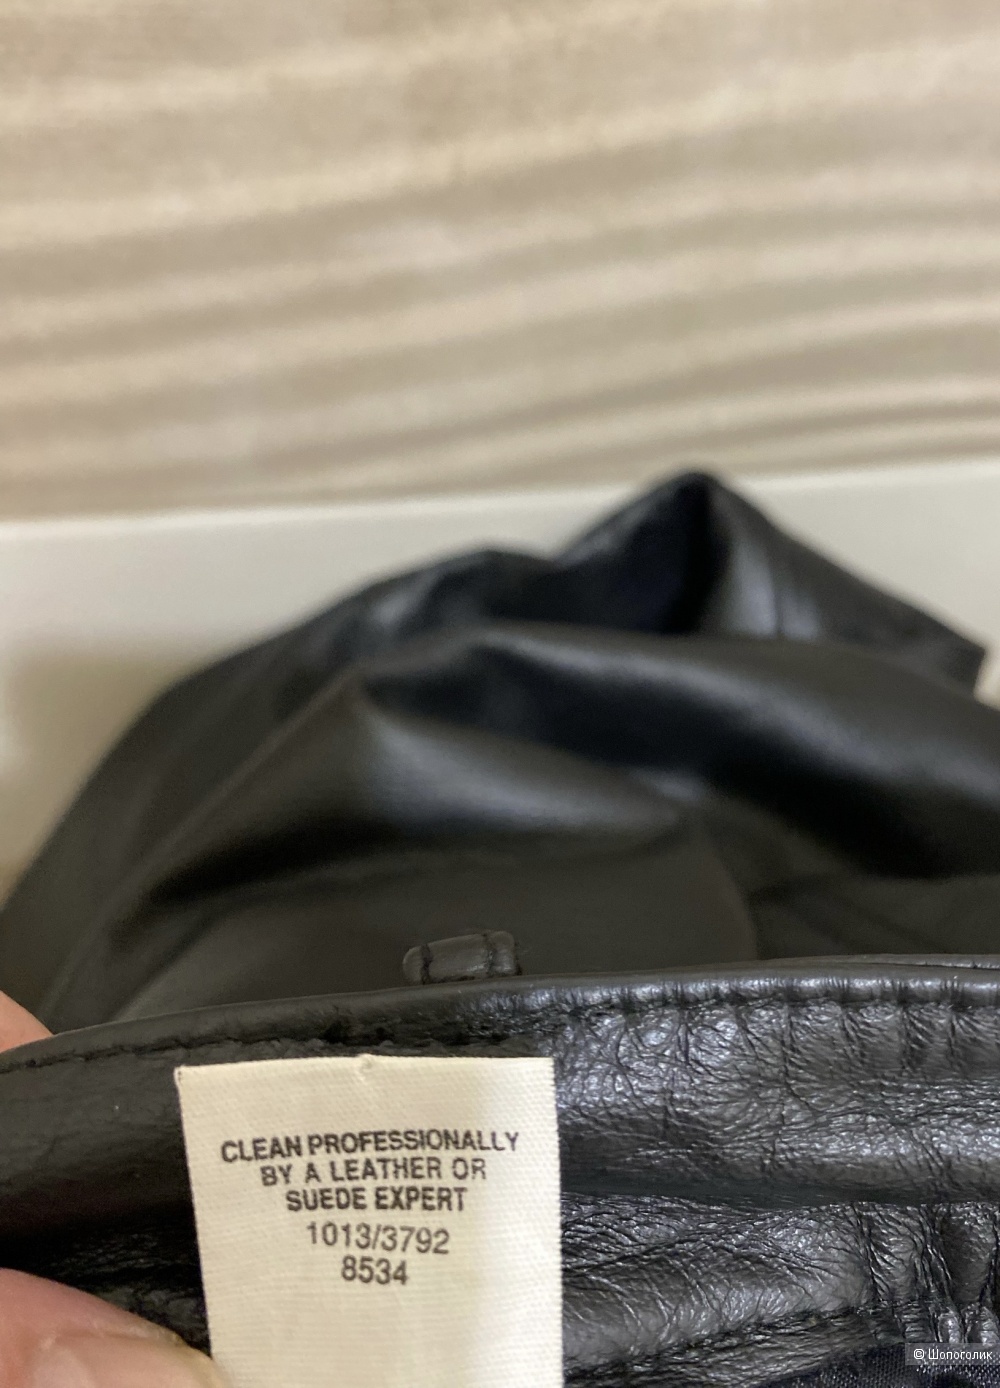 CLEAN PROFESSIONALLY
BY A LEATHER OR
SUEDE EXPERT
1013/3792
8534
© Шопоголик